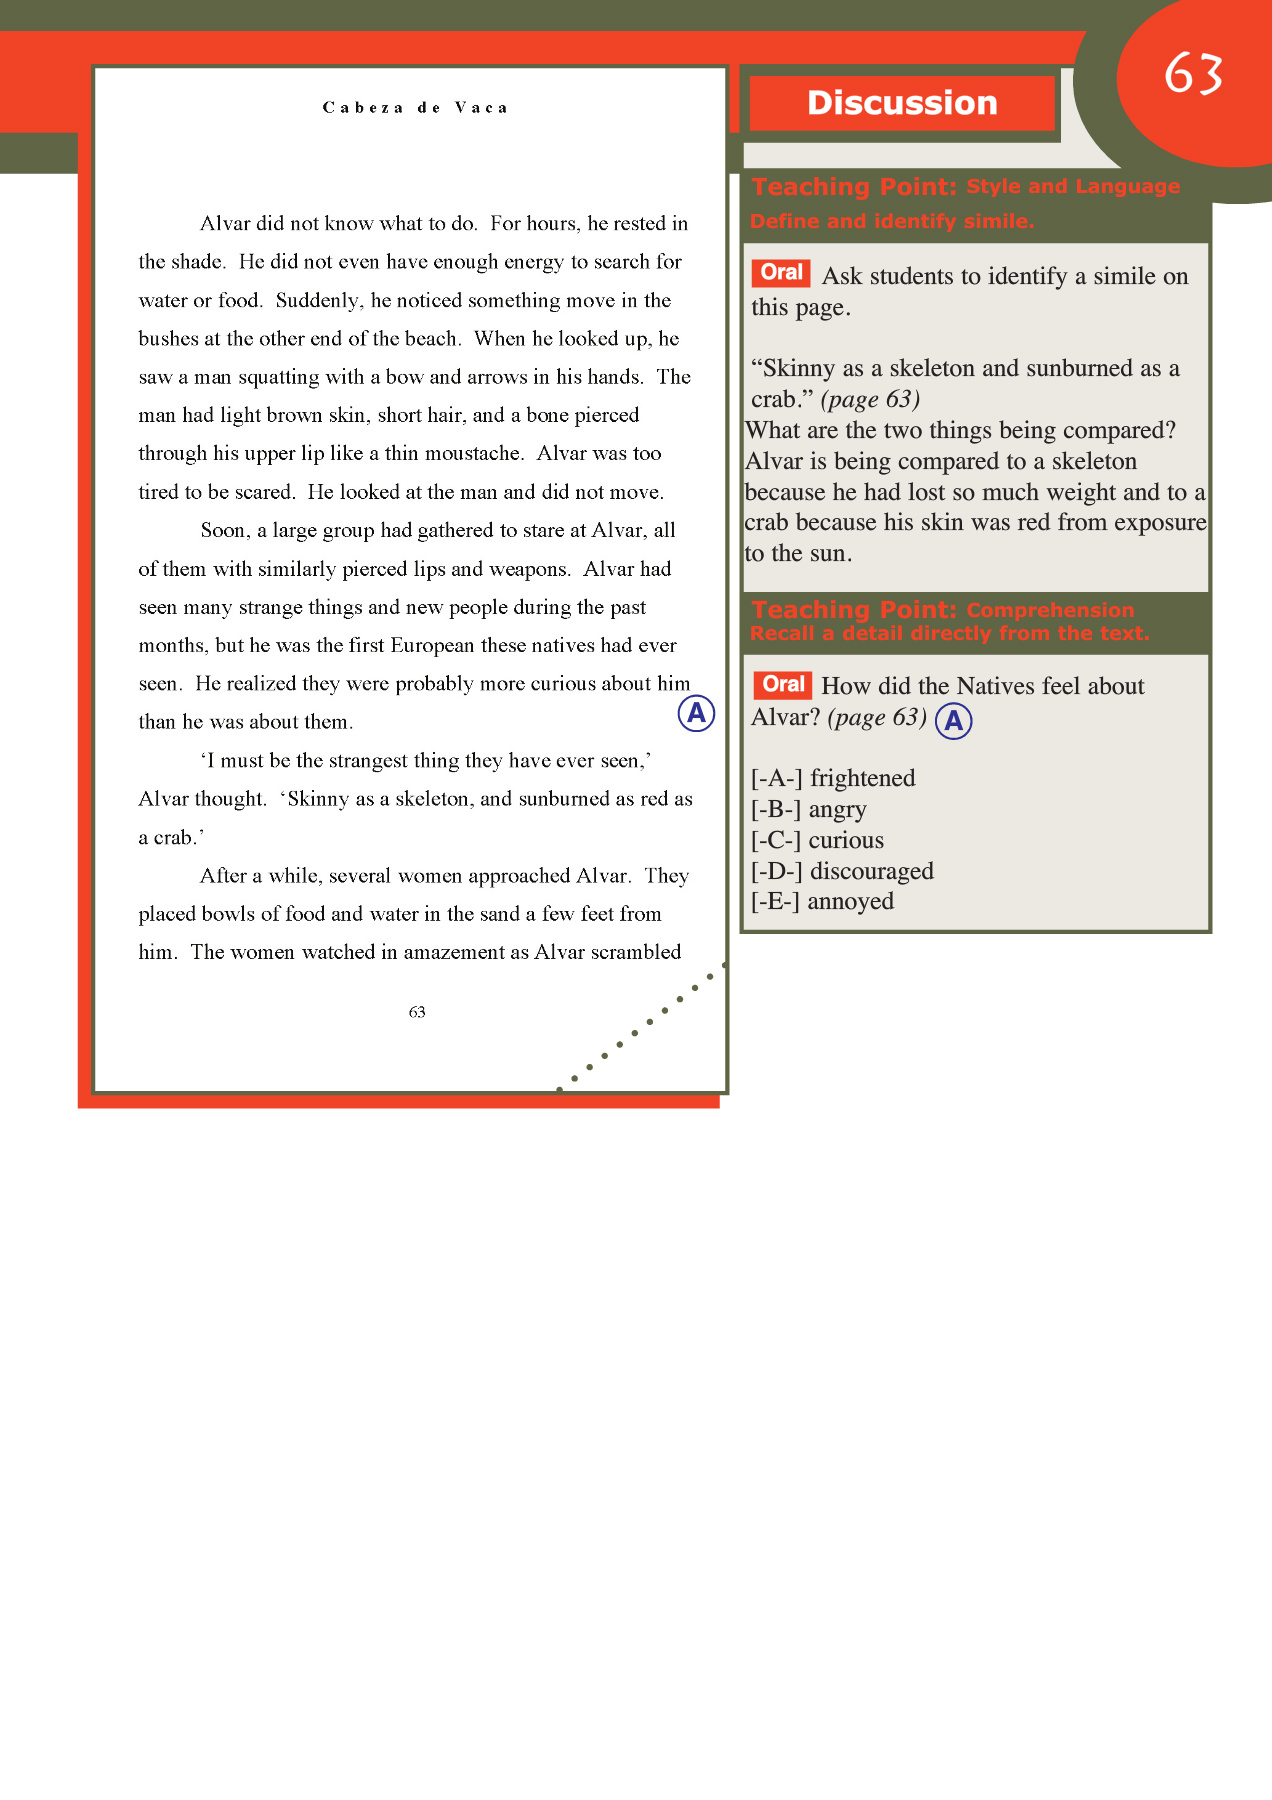 63
Cabeza de Vaca
Alvar did not know what to do.  For hours, he rested in
the shade.  He did not even have enough energy to search for
water or food.  Suddenly, he noticed something move in the
bushes at the other end of the beach.  When he looked up, he
saw a man squatting with a bow and arrows in his hands.  The
man had light brown skin, short hair, and a bone pierced
through his upper lip like a thin moustache.  Alvar was too
tired to be scared.  He looked at the man and did not move.
Soon, a large group had gathered to stare at Alvar, all
of them with similarly pierced lips and weapons.  Alvar had
seen many strange things and new people during the past
months, but he was the first European these natives had ever
seen.  He realized they were probably more curious about him
than he was about them.
A
‘I must be the strangest thing they have ever seen,’
Alvar thought.  ‘Skinny as a skeleton, and sunburned as red as
a crab.’
After a while, several women approached Alvar.  They
placed bowls of food and water in the sand a few feet from
him.  The women watched in amazement as Alvar scrambled
63
Discussion
Teaching Point: Style and Language
Define and identify simile.
Oral Ask students to identify a simile on
this page.
“Skinny as a skeleton and sunburned as a
crab.” (page 63)
What are the two things being compared?
Alvar is being compared to a skeleton
because he had lost so much weight and to a
crab because his skin was red from exposure
to the sun.
Teaching Point: Comprehension
Recall a detail directly from the text.
Oral How did the Natives feel about
Alvar? (page 63) A
[-A-] frightened
[-B-] angry
[-C-] curious
[-D-] discouraged
[-E-] annoyed